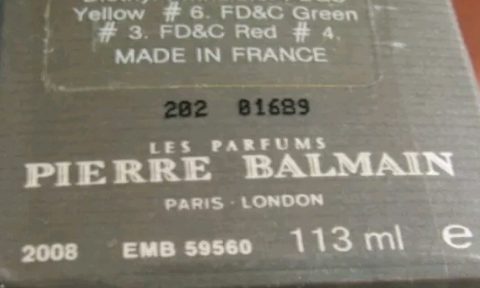 Yellow # 6. FD&C Green
# 3. FD&C Red # 4.
MADE IN FRANCE
202 01689
LES PARFUMS
PIERRE BALMAIN
PARIS · LONDON
2008 EMB 59560 113 ml e